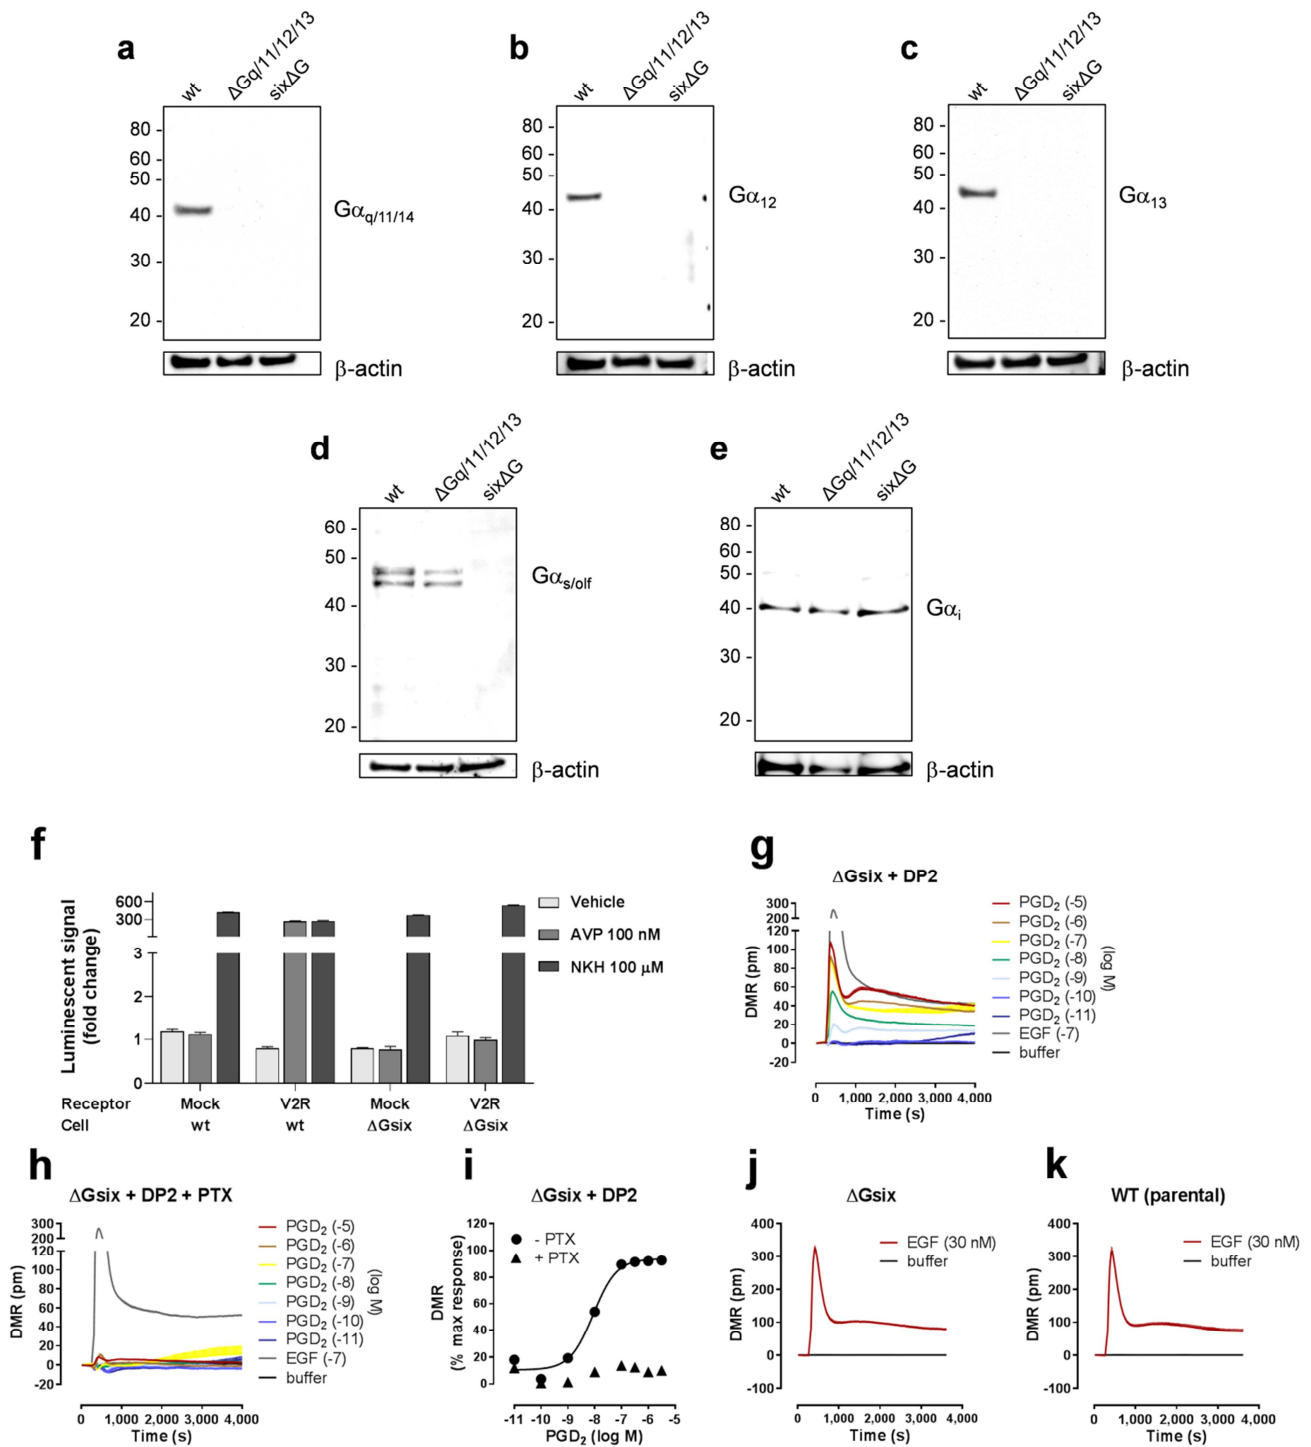 a
wt ΔGq/11/12/13 sixΔG
80 -
60 -
50 -
40 -
30 -
20 -
Gα q/11/14
β-actin
b
wt ΔGq/11/12/13 sixΔG
80 -
60 -
50 -
40 -
30 -
20 -
Gα12
β-actin
c
wt ΔGq/11/12/13 sixΔG
80 -
60 -
50 -
40 -
30 -
20 -
Gα13
β-actin
d
wt ΔGq/11/12/13 sixΔG
60 -
50 -
40 -
30 -
20 -
Gαs/olf
β-actin
e
wt ΔGq/11/12/13 sixΔG
80 -
60 -
50 -
40 -
30 -
20 -
Gαi
β-actin
f
Luminescent signal
(fold change)
600
300
3
2
1
0
Vehicle
AVP 100 nM
NKH 100 μM
Receptor Mock V2R Mock V2R
Cell wt wt ΔGsix ΔGsix
g
ΔGsix + DP2
DMR (pm)
300
200
120
100
80
60
40
20
0
-20
0 1,000 2,000 3,000 4,000
Time (s)
PGD2 (-5)
PGD2 (-6)
PGD2 (-7)
PGD2 (-8)
PGD2 (-9)
PGD2 (-10)
PGD2 (-11)
EGF (-7)
buffer
(log M)
h
ΔGsix + DP2 + PTX
DMR (pm)
300
200
120
100
80
60
40
20
0
-20
0 1,000 2,000 3,000 4,000
Time (s)
PGD2 (-5)
PGD2 (-6)
PGD2 (-7)
PGD2 (-8)
PGD2 (-9)
PGD2 (-10)
PGD2 (-11)
EGF (-7)
buffer
(log M)
i
ΔGsix + DP2
DMR
(% max response)
120
100
80
60
40
20
0
- PTX
+ PTX
-11 -10 -9 -8 -7 -6 -5
PGD2 (log M)
j
ΔGsix
DMR (pm)
400
300
200
100
0
-100
EGF (30 nM)
buffer
0 1,000 2,000 3,000 4,000
Time (s)
k
WT (parental)
DMR (pm)
400
300
200
100
0
-100
EGF (30 nM)
buffer
0 1,000 2,000 3,000 4,000
Time (s)